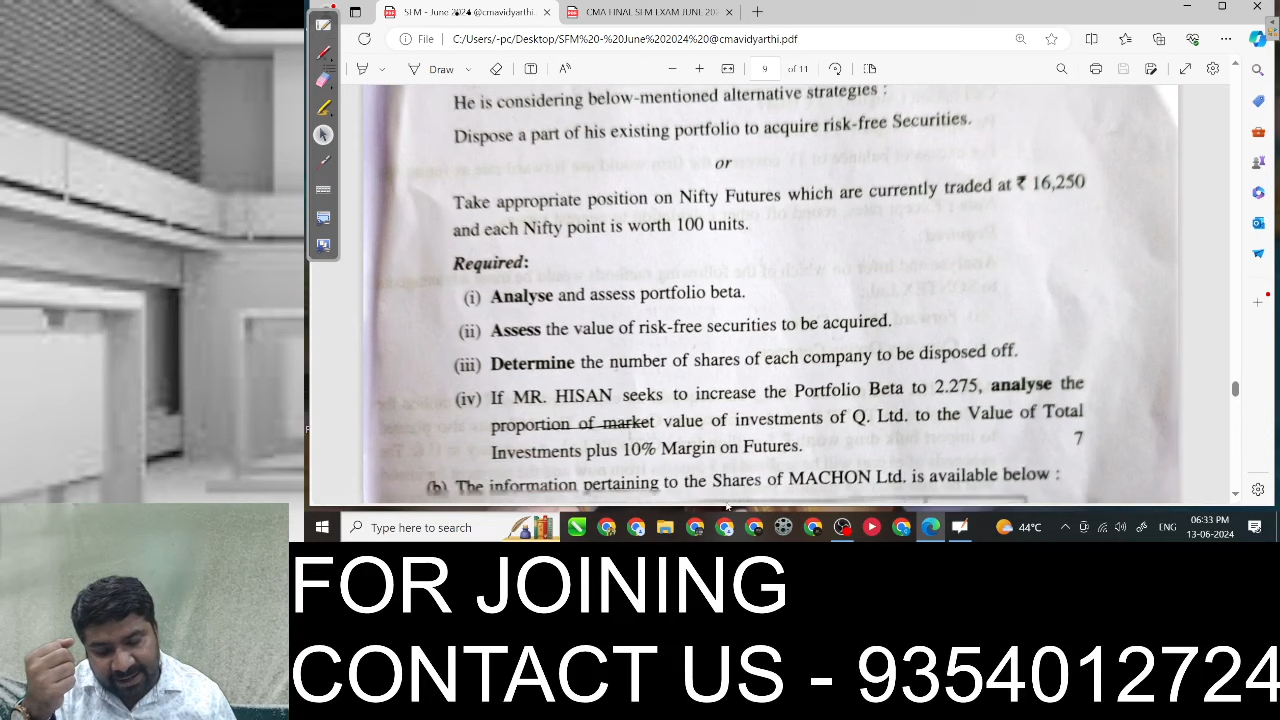 SFM - June 2024 @cmavidyarthi.
CMA FINAL SFM EXAM JUNE 202
File
C:/Users/-pc/Desktop/SFM%20-%20June%202024%20@cmavidyarthi.pdf
Draw
9 of 11
He is considering below-mentioned alternative strategies :
Dispose a part of his existing portfolio to acquire risk-free Securities.
or
Take appropriate position on Nifty Futures which are currently traded at ₹ 16,250
and each Nifty point is worth 100 units.
Required:
(i) Analyse and assess portfolio beta.
(ii) Assess the value of risk-free securities to be acquired.
(iii) Determine the number of shares of each company to be disposed off.
(iv) If MR. HISAN seeks to increase the Portfolio Beta to 2.275, analyse the
proportion of market value of investments of Q. Ltd. to the Value of Total
Investments plus 10% Margin on Futures. 7
(b) The information pertaining to the Shares of MACHON Ltd. is available below :
Type here to search
44°C
ENG
06:33 PM
13-06-2024
FOR JOINING
CONTACT US - 9354012724